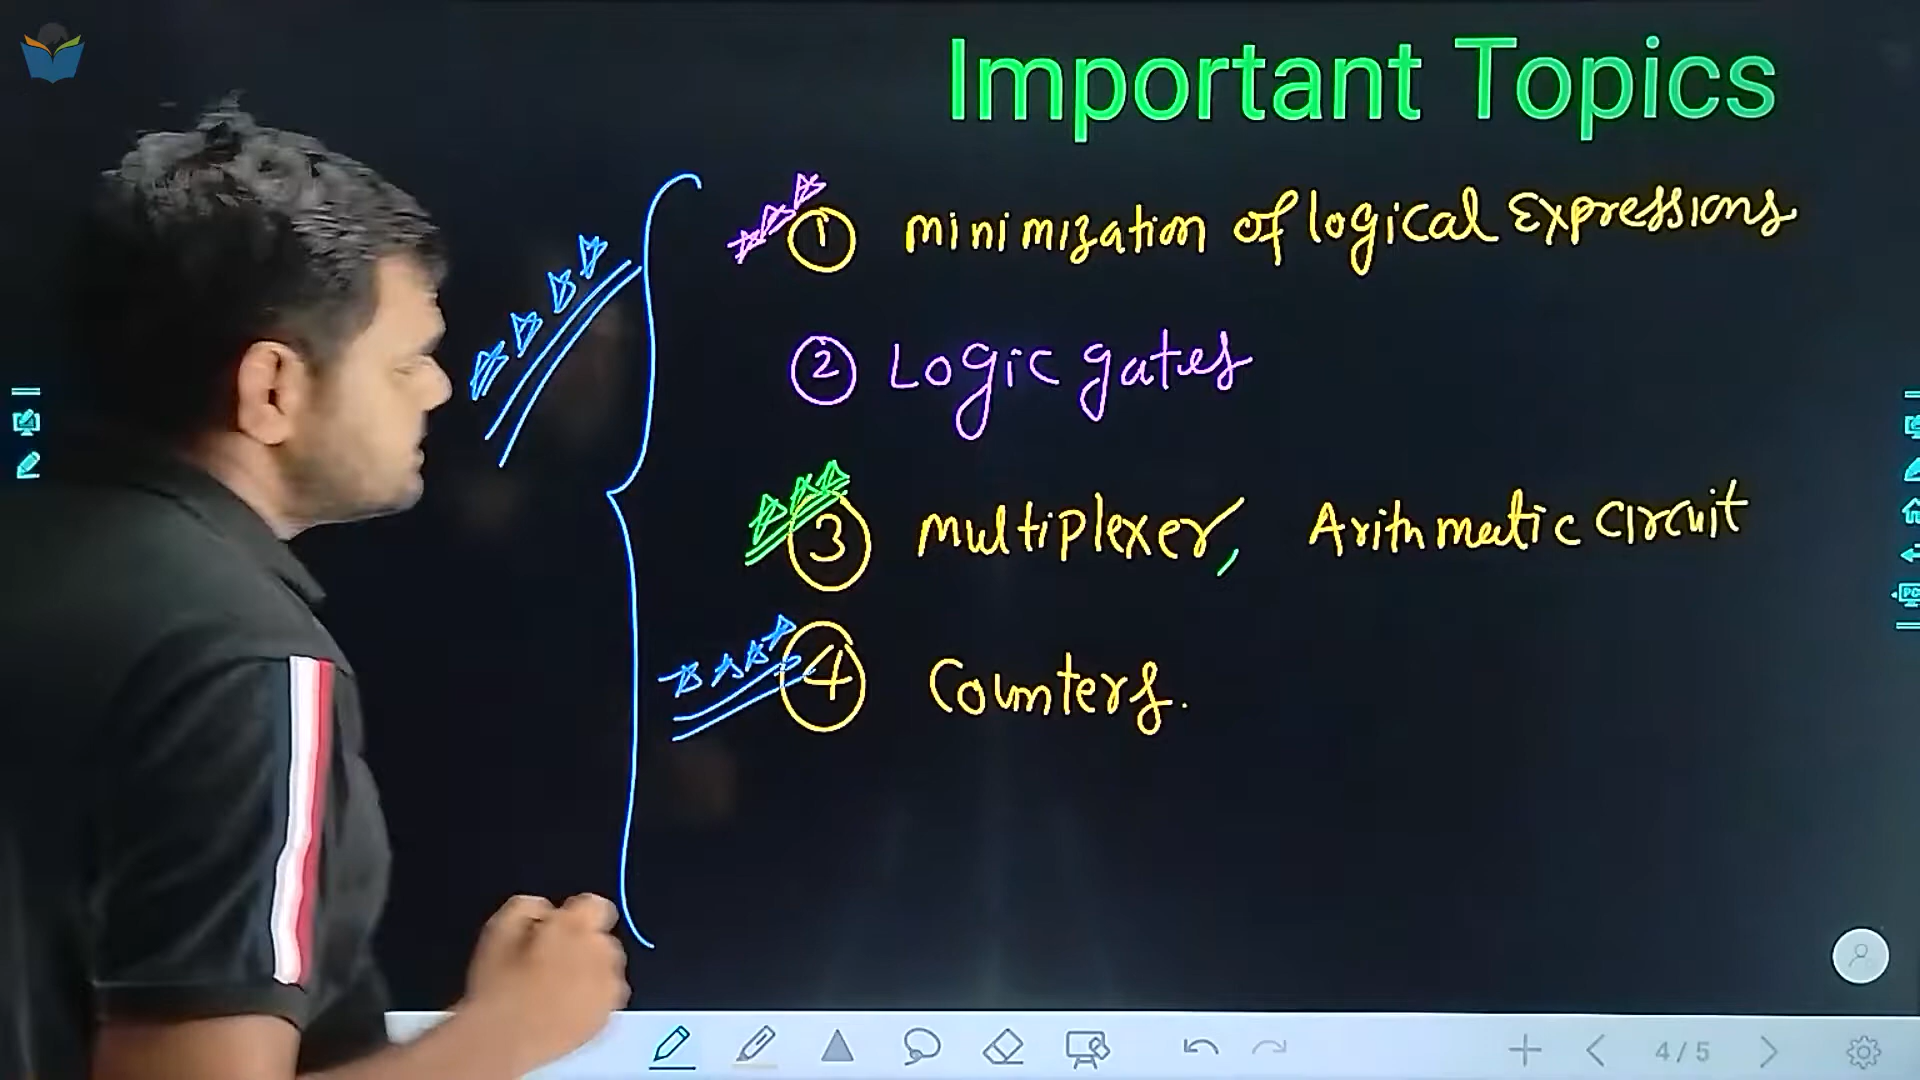 Important Topics
① minimization of logical Expressions
② Logic gates
③ multiplexer, Arithmetic Circuit
④ Counters.
4/5